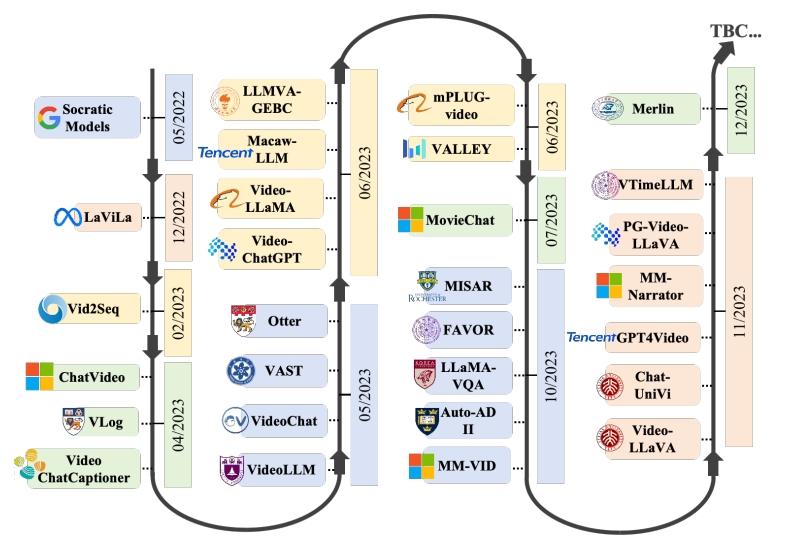 TBC...
Socratic
Models
05/2022
LaViLa
12/2022
Vid2Seq
02/2023
ChatVideo
VLog
Video
ChatCaptioner
04/2023
LLMVA-
GEBC
Tencent
Macaw-
LLM
Video-
LLaMA
Video-
ChatGPT
06/2023
Otter
VAST
VideoChat
VideoLLM
05/2023
mPLUG-
video
VALLEY
06/2023
MovieChat
07/2023
MISAR
ROCHESTER
FAVOR
KOREA
LLaMA-
VQA
Auto-AD
II
MM-VID
10/2023
Merlin
12/2023
VTimeLLM
PG-Video-
LLaVA
MM-
Narrator
Tencent
GPT4Video
Chat-
UniVi
Video-
LLaVA
11/2023